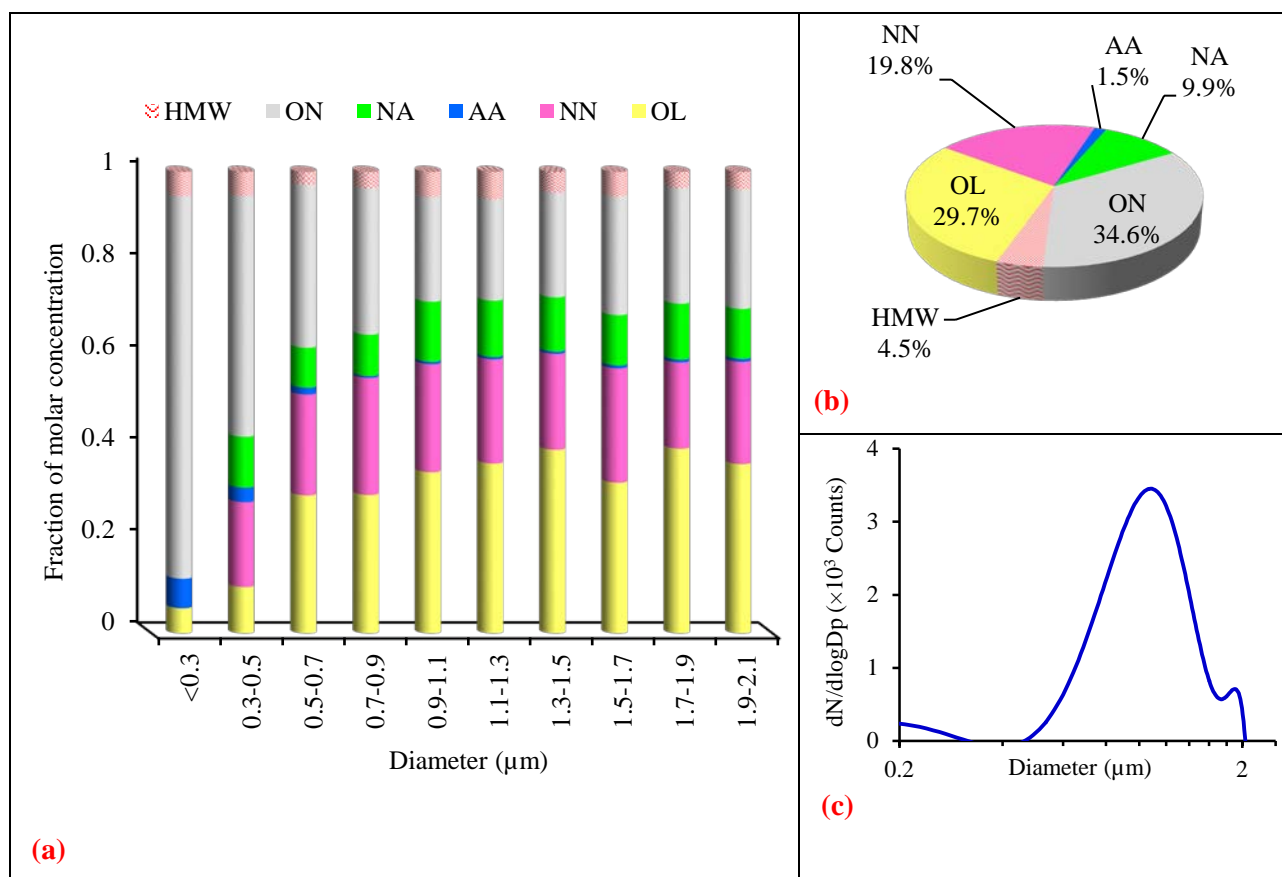 HMW ON NA AA NN OL
Fraction of molar concentration
1
0.8
0.6
0.4
0.2
0
<0.3
0.3-0.5
0.5-0.7
0.7-0.9
0.9-1.1
1.1-1.3
1.3-1.5
1.5-1.7
1.7-1.9
1.9-2.1
Diameter (µm)
(a)
NN
19.8%
AA
1.5%
NA
9.9%
OL
29.7%
ON
34.6%
HMW
4.5%
(b)
dN/dlogDp (×10³ Counts)
4
3
2
1
0
0.2
Diameter (µm)
2
(c)